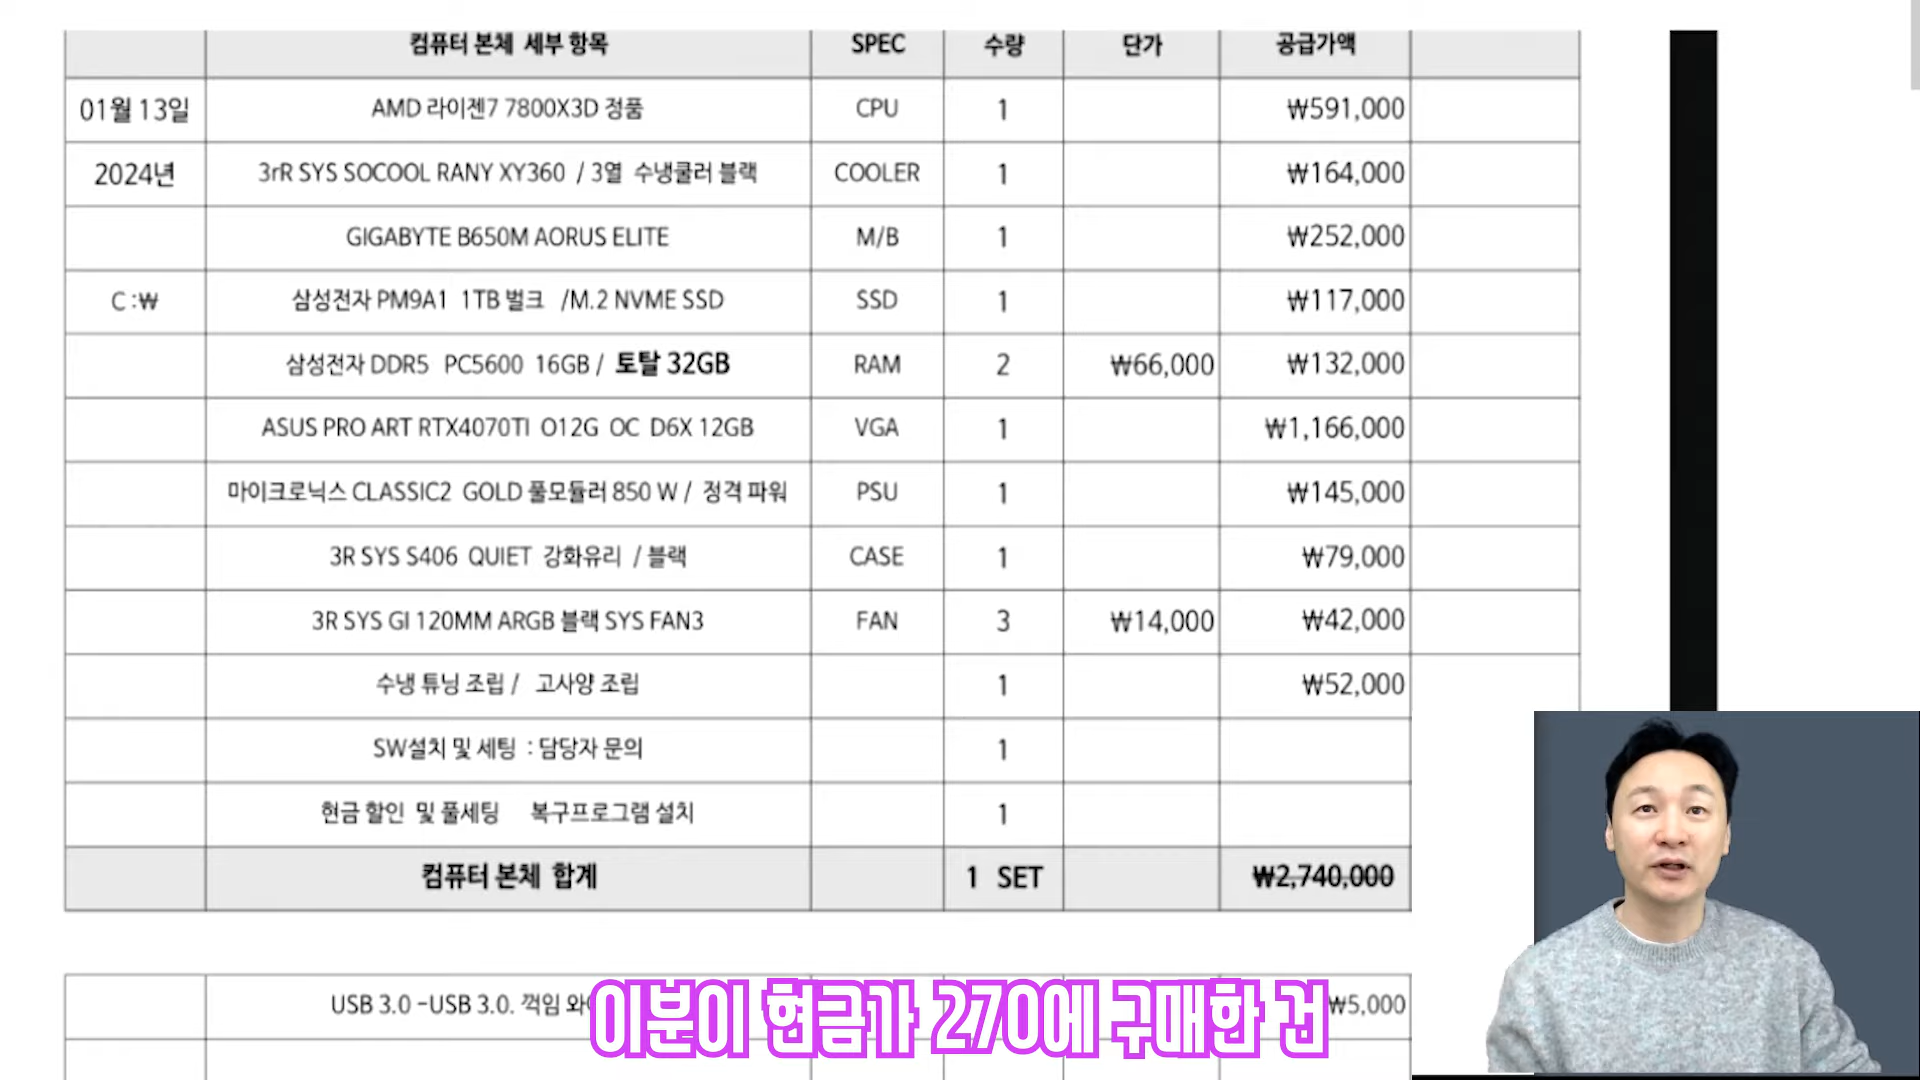 컴퓨터 본체 세부 항목 SPEC 수량 단가 공급가액
01월 13일 AMD 라이젠7 7800X3D 정품 CPU 1 ₩591,000
2024년 3rR SYS SOCOOL RANY XY360 / 3열 수냉쿨러 블랙 COOLER 1 ₩164,000
GIGABYTE B650M AORUS ELITE M/B 1 ₩252,000
C :₩ 삼성전자 PM9A1 1TB 벌크 /M.2 NVME SSD SSD 1 ₩117,000
삼성전자 DDR5 PC5600 16GB / 토탈 32GB RAM 2 ₩66,000 ₩132,000
ASUS PRO ART RTX4070TI O12G OC D6X 12GB VGA 1 ₩1,166,000
마이크로닉스 CLASSIC2 GOLD 풀모듈러 850 W / 정격 파워 PSU 1 ₩145,000
3R SYS S406 QUIET 강화유리 / 블랙 CASE 1 ₩79,000
3R SYS GI 120MM ARGB 블랙 SYS FAN3 FAN 3 ₩14,000 ₩42,000
수냉 튜닝 조립 / 고사양 조립 1 ₩52,000
SW설치 및 세팅 : 담당자 문의 1
현금 할인 및 풀세팅 복구프로그램 설치 1
컴퓨터 본체 합계 1 SET ₩2,740,000
USB 3.0 -USB 3.0. 꺽임 ₩5,000
이분이 현금가 270에 구매한 건